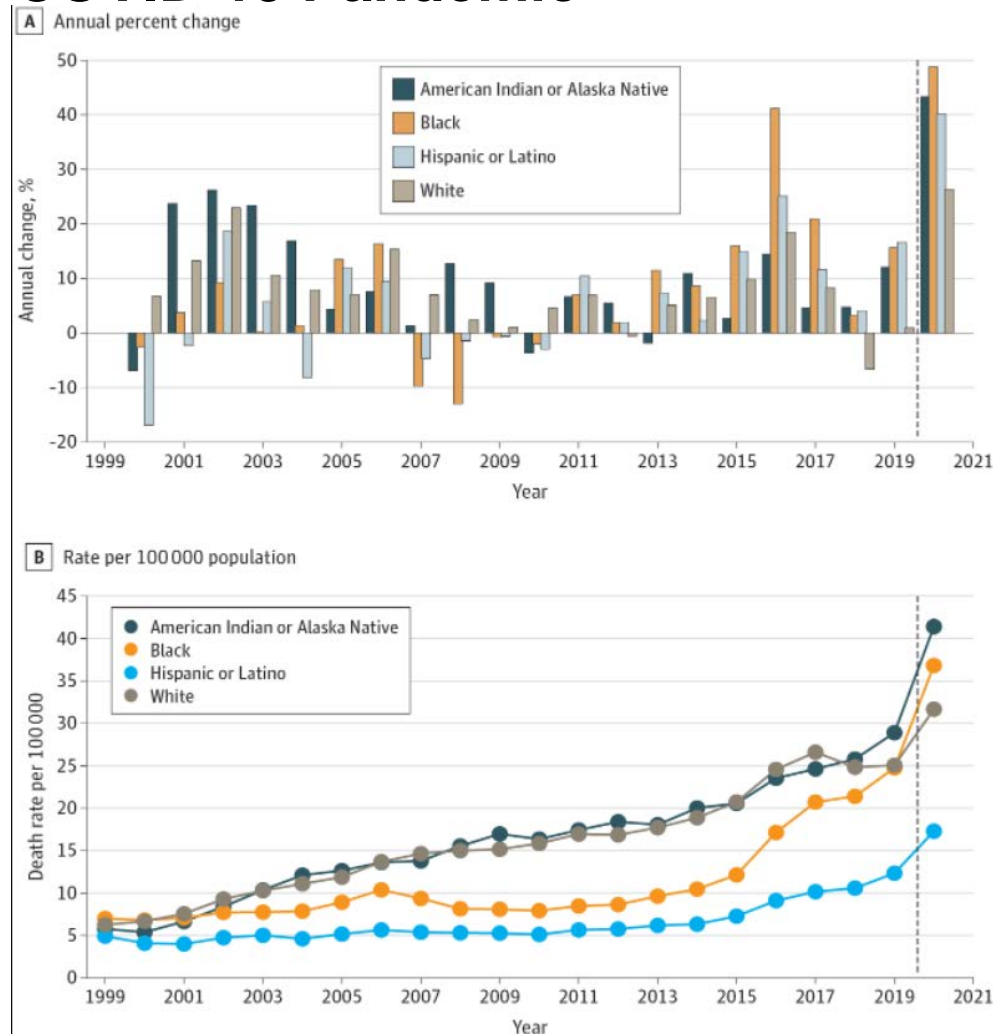 A Annual percent change
50
40
30
20
10
0
-10
-20
Annual change, %
American Indian or Alaska Native
Black
Hispanic or Latino
White
1999 2001 2003 2005 2007 2009 2011 2013 2015 2017 2019 2021
Year
B Rate per 100 000 population
45
40
35
30
25
20
15
10
5
0
Death rate per 100 000
American Indian or Alaska Native
Black
Hispanic or Latino
White
1999 2001 2003 2005 2007 2009 2011 2013 2015 2017 2019 2021
Year